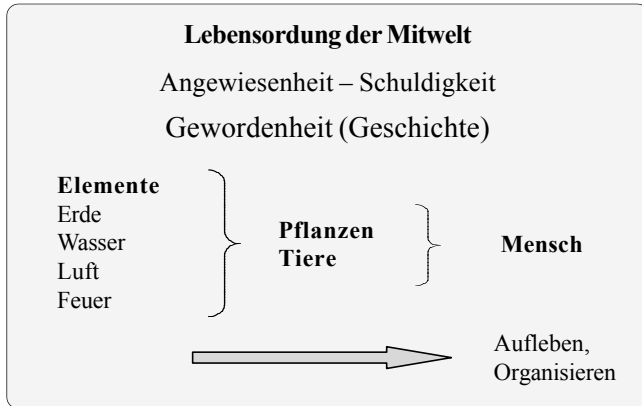 Lebensordung der Mitwelt
Angewiesenheit – Schuldigkeit
Gewordenheit (Geschichte)
Elemente
Erde
Wasser
Luft
Feuer
Pflanzen
Tiere
Mensch
Aufleben,
Organisieren